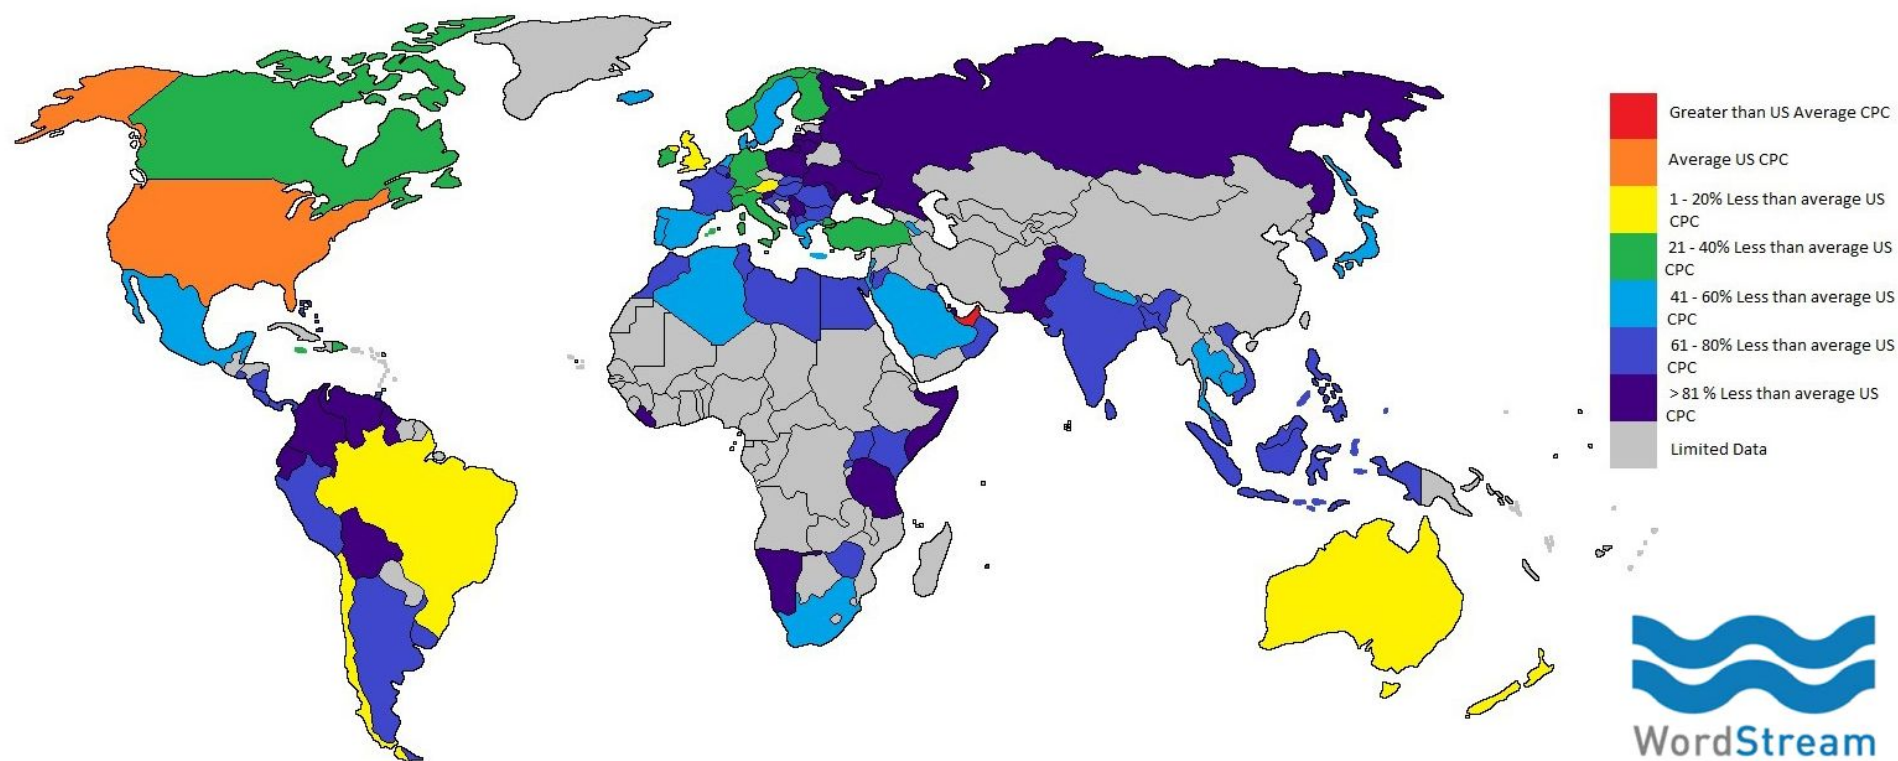 Greater than US Average CPC
Average US CPC
1 - 20% Less than average US
CPC
21 - 40% Less than average US
CPC
41 - 60% Less than average US
CPC
61 - 80% Less than average US
CPC
> 81 % Less than average US
CPC
Limited Data
WordStream